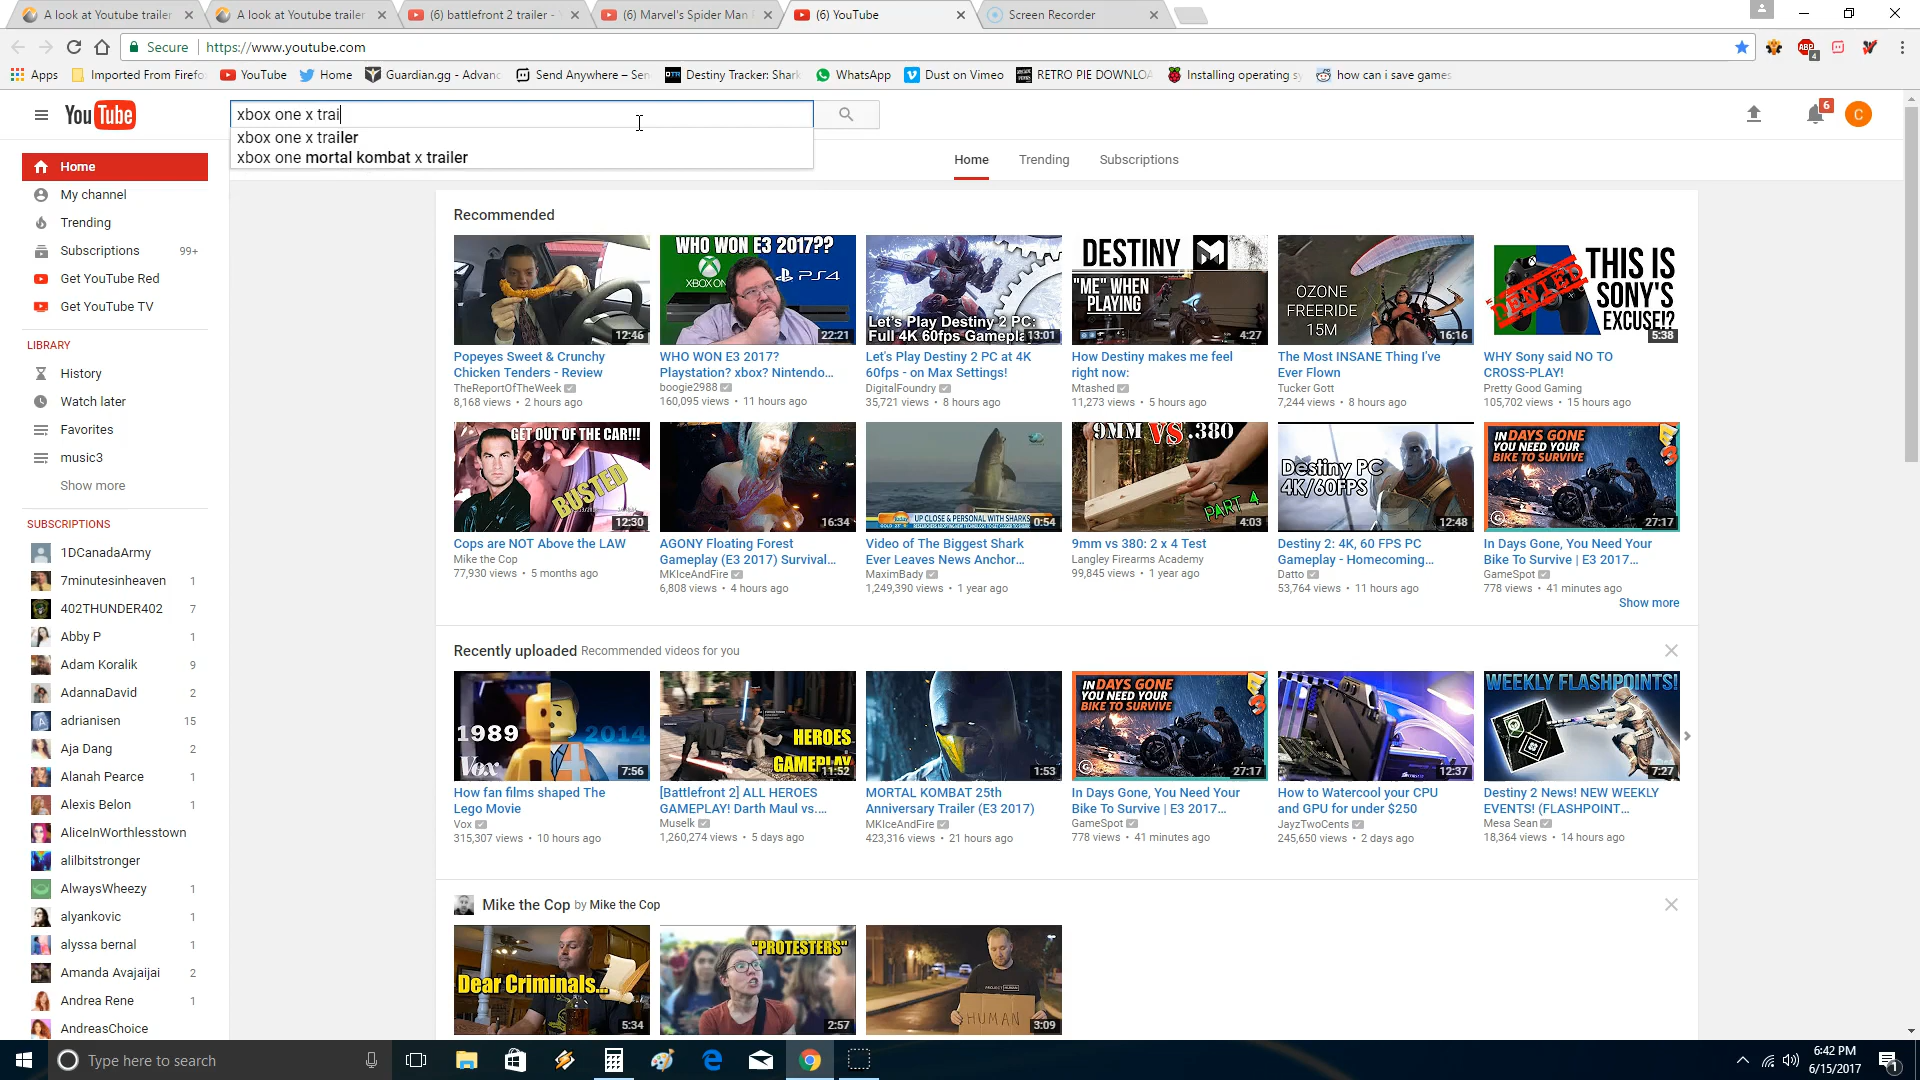 A look at Youtube trailer
A look at Youtube trailer
(6) battlefront 2 trailer -
(6) Marvel's Spider Man
(6) YouTube
Screen Recorder
Secure
https://www.youtube.com
ABP
4
Apps
Imported From Firefo
YouTube
Home
Guardian.gg - Advanc
Send Anywhere – Sen
DTR
Destiny Tracker: Shark
WhatsApp
Dust on Vimeo
RETRO PIE DOWNLOA
Installing operating sy
how can i save games
YouTube
xbox one x trai
6
C
xbox one x trailer
xbox one mortal kombat x trailer
Home
Trending
Subscriptions
Home
My channel
Trending
Subscriptions 99+
Get YouTube Red
Get YouTube TV
LIBRARY
History
Watch later
Favorites
music3
Show more
SUBSCRIPTIONS
1DCanadaArmy
7minutesinheaven 1
402THUNDER402 7
Abby P 1
Adam Koralik 9
AdannaDavid 2
adrianisen 15
Aja Dang 2
Alanah Pearce 1
Alexis Belon 1
AliceInWorthlesstown
alilbitstronger
AlwaysWheezy 1
alyankovic 1
alyssa bernal 1
Amanda Avajaijai 2
Andrea Rene 1
AndreasChoice
Recommended
12:46
Popeyes Sweet & Crunchy
Chicken Tenders - Review
TheReportOfTheWeek
8,168 views • 2 hours ago
WHO WON E3 2017??
XBOX ON
PS4
22:21
WHO WON E3 2017?
Playstation? xbox? Nintendo...
boogie2988
160,095 views • 11 hours ago
Let's Play Destiny 2 PC:
Full 4K 60fps Gamepla
13:01
Let's Play Destiny 2 PC at 4K
60fps - on Max Settings!
DigitalFoundry
35,721 views • 8 hours ago
DESTINY
"ME" WHEN
PLAYING
4:27
How Destiny makes me feel
right now:
Mtashed
11,273 views • 5 hours ago
OZONE
FREERIDE
15M
16:16
The Most INSANE Thing I've
Ever Flown
Tucker Gott
7,244 views • 8 hours ago
DENIED
THIS IS
SONY'S
EXCUSE!?
5:38
WHY Sony said NO TO
CROSS-PLAY!
Pretty Good Gaming
105,702 views • 15 hours ago
GET OUT OF THE CAR!!!
BUSTED
12:30
Cops are NOT Above the LAW
Mike the Cop
77,930 views • 5 months ago
16:34
AGONY Floating Forest
Gameplay (E3 2017) Survival...
MKIceAndFire
6,808 views • 4 hours ago
UP CLOSE & PERSONAL WITH SHARKS
0:54
Video of The Biggest Shark
Ever Leaves News Anchor...
MaximBady
1,249,390 views • 1 year ago
9MM VS .380
PART 4
4:03
9mm vs 380: 2 x 4 Test
Langley Firearms Academy
99,845 views • 1 year ago
Destiny PC
4K/60FPS
12:48
Destiny 2: 4K, 60 FPS PC
Gameplay - Homecoming...
Datto
53,764 views • 11 hours ago
IN DAYS GONE
YOU NEED YOUR
BIKE TO SURVIVE
E3
27:17
In Days Gone, You Need Your
Bike To Survive | E3 2017...
GameSpot
778 views • 41 minutes ago
Show more
Recently uploaded Recommended videos for you
1989
2014
Vox
7:56
How fan films shaped The
Lego Movie
Vox
315,307 views • 10 hours ago
HEROES
GAMEPLAY
11:52
[Battlefront 2] ALL HEROES
GAMEPLAY! Darth Maul vs....
Muselk
1,260,274 views • 5 days ago
1:53
MORTAL KOMBAT 25th
Anniversary Trailer (E3 2017)
MKIceAndFire
423,316 views • 21 hours ago
IN DAYS GONE
YOU NEED YOUR
BIKE TO SURVIVE
E3
27:17
In Days Gone, You Need Your
Bike To Survive | E3 2017...
GameSpot
778 views • 41 minutes ago
12:37
How to Watercool your CPU
and GPU for under $250
JayzTwoCents
245,650 views • 2 days ago
WEEKLY FLASHPOINTS!
7:27
Destiny 2 News! NEW WEEKLY
EVENTS! (FLASHPOINT...
Mesa Sean
18,364 views • 14 hours ago
Mike the Cop by Mike the Cop
Dear Criminals...
5:34
"PROTESTERS"
2:57
HUMAN
3:09
Type here to search
6:42 PM
6/15/2017
1